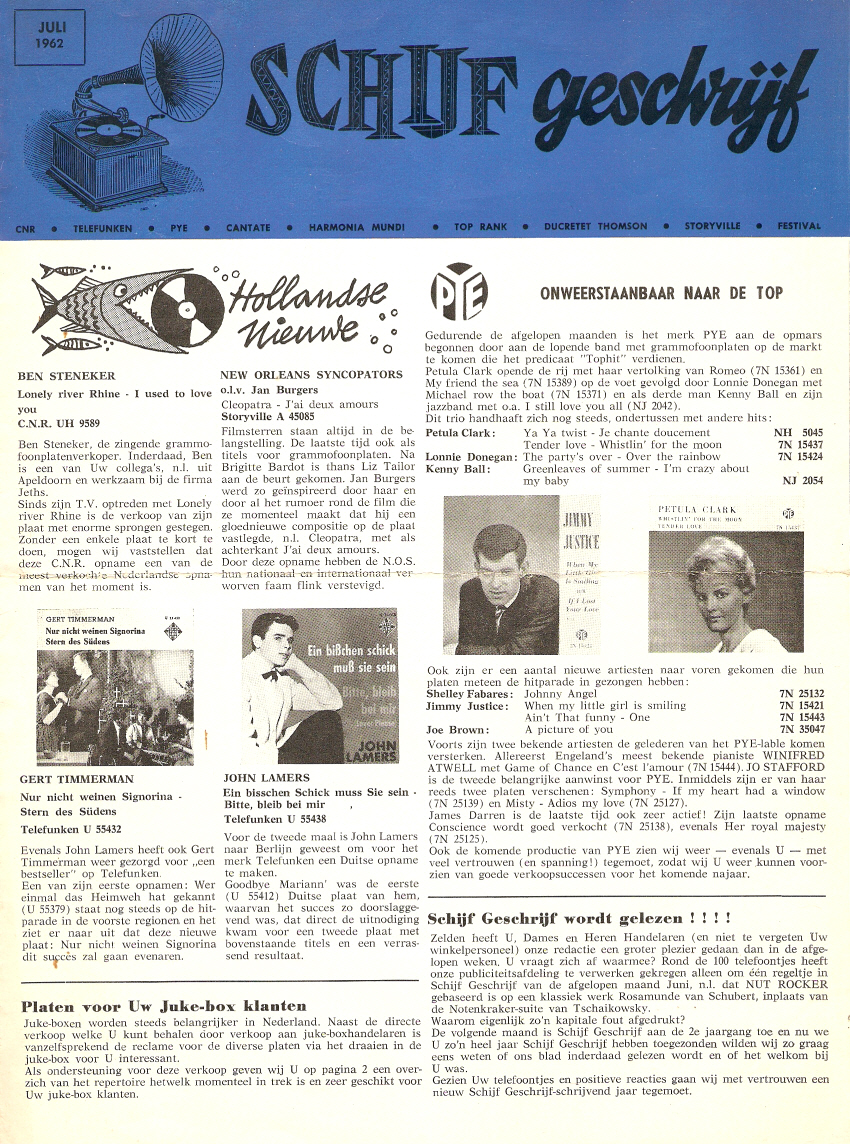 JULI
1962
SCHIJF geschrijf
CNR • TELEFUNKEN • PYE • CANTATE • HARMONIA MUNDI • TOP RANK • DUCRETET THOMSON • STORYVILLE • FESTIVAL
Hollandse
Nieuwe
BEN STENEKER
Lonely river Rhine - I used to love
you
C.N.R. UH 9589
Ben Steneker, de zingende grammo-
foonplatenverkoper. Inderdaad, Ben
is een van Uw collega's, n.l. uit
Apeldoorn en werkzaam bij de firma
Jeths.
Sinds zijn T.V. optreden met Lonely
river Rhine is de verkoop van zijn
plaat met enorme sprongen gestegen.
Zonder een enkele plaat te kort te
doen, mogen wij vaststellen dat
deze C.N.R. opname een van de
meest verkochte Nederlandse opna-
men van het moment is.
NEW ORLEANS SYNCOPATORS
o.l.v. Jan Burgers
Cleopatra - J'ai deux amours
Storyville A 45085
Filmsterren staan altijd in de be-
langstelling. De laatste tijd ook als
titels voor grammofoonplaten. Na
Brigitte Bardot is thans Liz Tailor
aan de beurt gekomen. Jan Burgers
werd zo geïnspireerd door haar en
door al het rumoer rond de film die
ze momenteel maakt dat hij een
gloednieuwe compositie op de plaat
vastlegde, n.l. Cleopatra, met als
achterkant J'ai deux amours.
Door deze opname hebben de N.O.S.
hun nationaal en internationaal ver-
worven faam flink verstevigd.
GERT TIMMERMAN
Nur nicht weinen Signorina
Stern des Südens
GERT TIMMERMAN
Nur nicht weinen Signorina -
Stern des Südens
Telefunken U 55432
Evenals John Lamers heeft ook Gert
Timmerman weer gezorgd voor „een
bestseller" op Telefunken.
Een van zijn eerste opnamen: Wer
einmal das Heimweh hat gekannt
(U 55379) staat nog steeds op de hit-
parade in de voorste regionen en het
ziet er naar uit dat deze nieuwe
plaat: Nur nicht weinen Signorina
dit succès zal gaan evenaren.
Ein bißchen schick
muß sie sein
Bitte, bleib
bei mir
(Lover Please)
JOHN
LAMERS
JOHN LAMERS
Ein bisschen Schick muss Sie sein -
Bitte, bleib bei mir
Telefunken U 55438
Voor de tweede maal is John Lamers
naar Berlijn geweest om voor het
merk Telefunken een Duitse opname
te maken.
Goodbye Mariann' was de eerste
(U 55412) Duitse plaat van hem,
waarvan het succes zo doorslagge-
vend was, dat direct de uitnodiging
kwam voor een tweede plaat met
bovenstaande titels en een verras-
send resultaat.
Platen voor Uw Juke-box klanten
Juke-boxen worden steeds belangrijker in Nederland. Naast de directe
verkoop welke U kunt behalen door verkoop aan juke-boxhandelaren is
vanzelfsprekend de reclame voor de diverse platen via het draaien in de
juke-box voor U interessant.
Als ondersteuning voor deze verkoop geven wij U op pagina 2 een over-
zich van het repertoire hetwelk momenteel in trek is en zeer geschikt voor
Uw juke-box klanten.
PYE
ONWEERSTAANBAAR NAAR DE TOP
Gedurende de afgelopen maanden is het merk PYE aan de opmars
begonnen door aan de lopende band met grammofoonplaten op de markt
te komen die het predicaat "Tophit" verdienen.
Petula Clark opende de rij met haar vertolking van Romeo (7N 15361) en
My friend the sea (7N 15389) op de voet gevolgd door Lonnie Donegan met
Michael row the boat (7N 15371) en als derde man Kenny Ball en zijn
jazzband met o.a. I still love you all (NJ 2042).
Dit trio handhaaft zich nog steeds, ondertussen met andere hits:
Petula Clark: Ya Ya twist - Je chante doucement NH 5045
Tender love - Whistlin' for the moon 7N 15437
Lonnie Donegan: The party's over - Over the rainbow 7N 15424
Kenny Ball: Greenleaves of summer - I'm crazy about
my baby NJ 2054
JIMMY
JUSTICE
When My
Little Girl
Is Smiling
If I Lost
Your Love
PYE
PETULA CLARK
WHISTLIN' FOR THE MOON
TENDER LOVE
PYE
7N 15437
Ook zijn er een aantal nieuwe artiesten naar voren gekomen die hun
platen meteen de hitparade in gezongen hebben:
Shelley Fabares: Johnny Angel 7N 25132
Jimmy Justice: When my little girl is smiling 7N 15421
Ain't That funny - One 7N 15443
Joe Brown: A picture of you 7N 35047
Voorts zijn twee bekende artiesten de gelederen van het PYE-lable komen
versterken. Allereerst Engeland's meest bekende pianiste WINIFRED
ATWELL met Game of Chance en C'est l'amour (7N 15444). JO STAFFORD
is de tweede belangrijke aanwinst voor PYE. Inmiddels zijn er van haar
reeds twee platen verschenen: Symphony - If my heart had a window
(7N 25139) en Misty - Adios my love (7N 25127).
James Darren is de laatste tijd ook zeer actief! Zijn laatste opname
Conscience wordt goed verkocht (7N 25138), evenals Her royal majesty
(7N 25125).
Ook de komende productie van PYE zien wij weer — evenals U — met
veel vertrouwen (en spanning!) tegemoet, zodat wij U weer kunnen voor-
zien van goede verkoopsuccessen voor het komende najaar.
Schijf Geschrijf wordt gelezen ! ! ! !
Zelden heeft U, Dames en Heren Handelaren (en niet te vergeten Uw
winkelpersoneel) onze redactie een groter plezier gedaan dan in de afge-
lopen weken. U vraagt zich af waarmee? Rond de 100 telefoontjes heeft
onze publiciteitsafdeling te verwerken gekregen alleen om één regeltje in
Schijf Geschrijf van de afgelopen maand Juni, n.l. dat NUT ROCKER
gebaseerd is op een klassiek werk Rosamunde van Schubert, inplaats van
de Notenkraker-suite van Tschaikowsky.
Waarom eigenlijk zo'n kapitale fout afgedrukt?
De volgende maand is Schijf Geschrijf aan de 2e jaargang toe en nu we
U zo'n heel jaar Schijf Geschrijf hebben toegezonden wilden wij zo graag
eens weten of ons blad inderdaad gelezen wordt en of het welkom bij
U was.
Gezien Uw telefoontjes en positieve reacties gaan wij met vertrouwen een
nieuw Schijf Geschrijf-schrijvend jaar tegemoet.